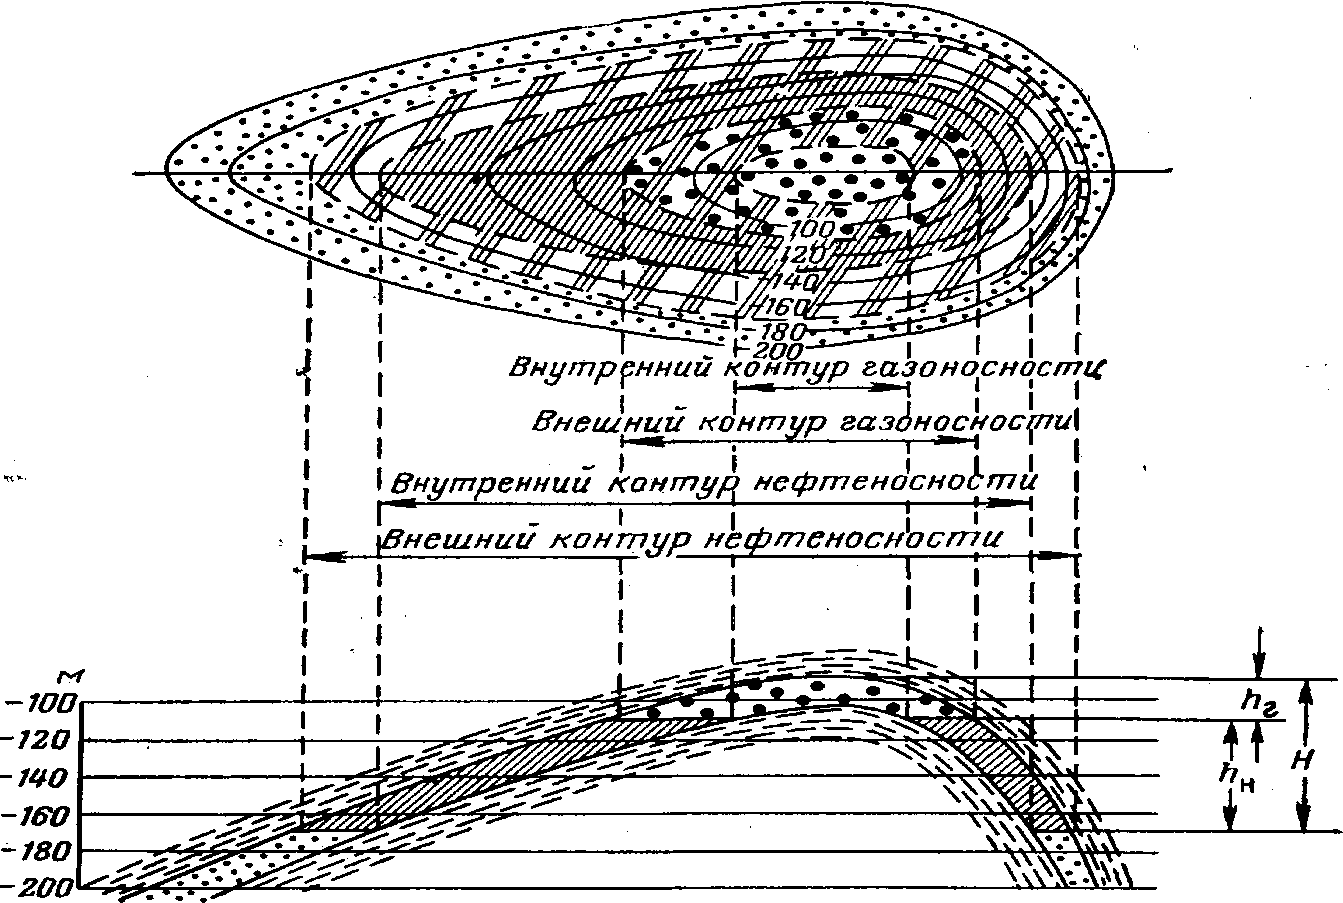 100
-120
-140
-160
-180
-200
Внутренний контур газоносности
Внешний контур газоносности
Внутренний контур нефтеносности
Внешний контур нефтеносности
м
-100
-120
-140
-160
-180
-200
hг
hн
H